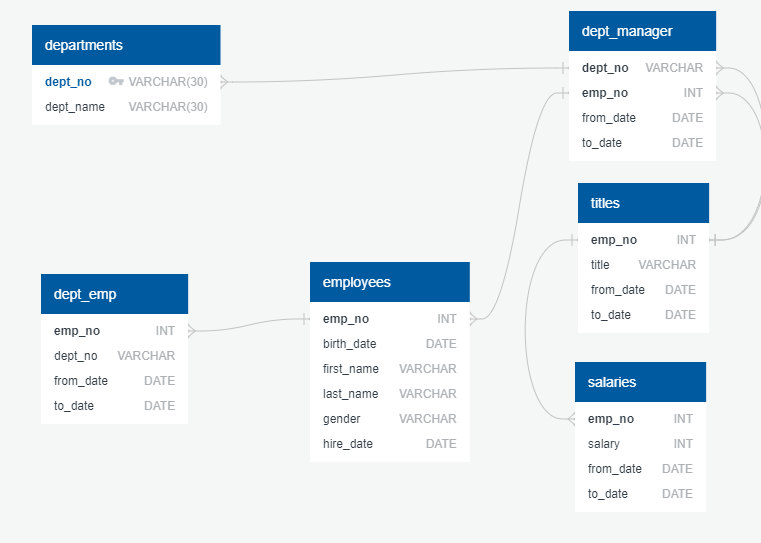 departments
dept_no VARCHAR(30)
dept_name VARCHAR(30)
dept_manager
dept_no VARCHAR
emp_no INT
from_date DATE
to_date DATE
titles
emp_no INT
title VARCHAR
from_date DATE
to_date DATE
dept_emp
emp_no INT
dept_no VARCHAR
from_date DATE
to_date DATE
employees
emp_no INT
birth_date DATE
first_name VARCHAR
last_name VARCHAR
gender VARCHAR
hire_date DATE
salaries
emp_no INT
salary INT
from_date DATE
to_date DATE